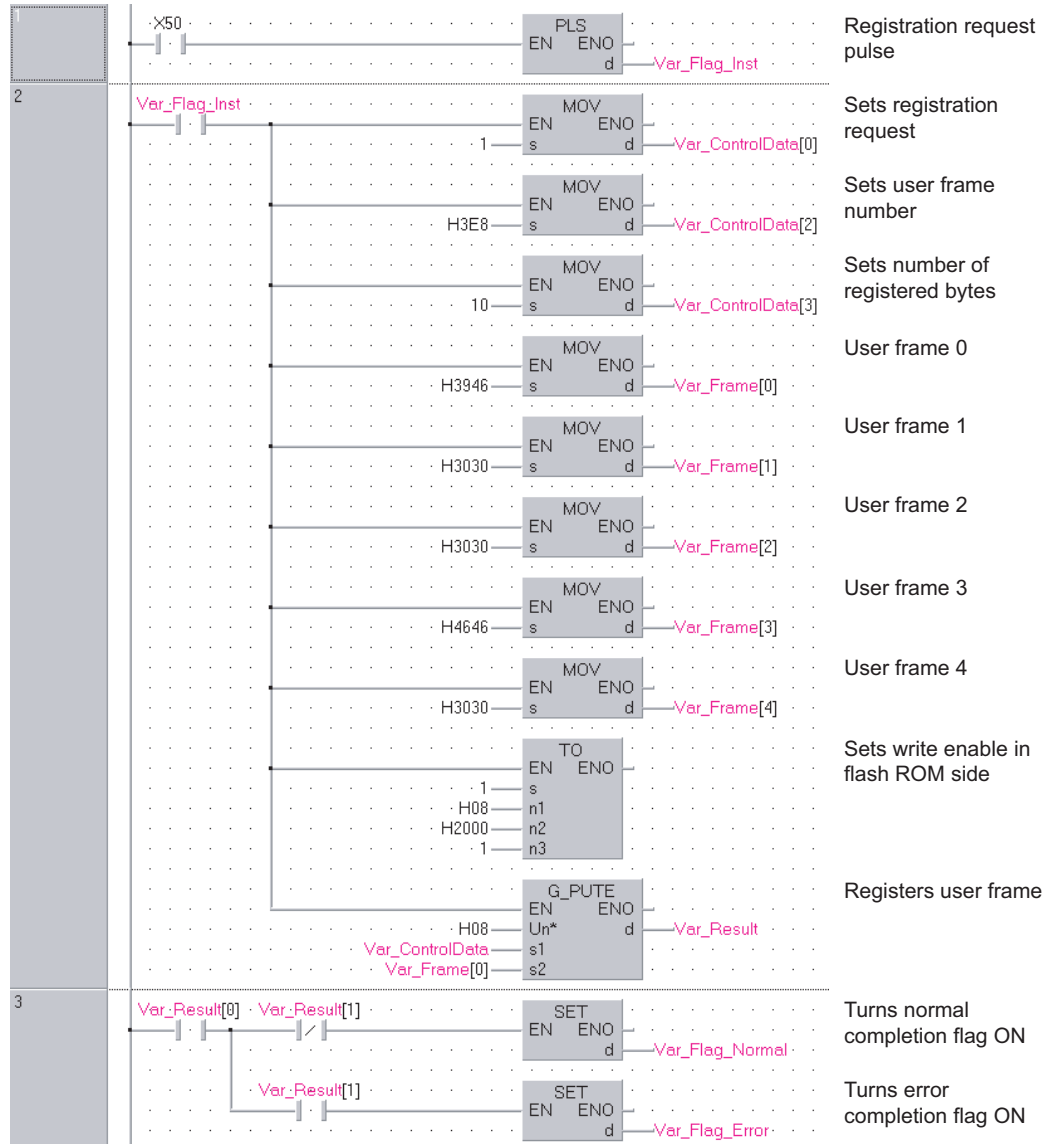 1
X50
PLS
EN ENO
d Var_Flag_Inst
Registration request
pulse
2
Var_Flag_Inst
MOV
EN ENO
1 s d Var_ControlData[0]
Sets registration
request
MOV
EN ENO
H3E8 s d Var_ControlData[2]
Sets user frame
number
MOV
EN ENO
10 s d Var_ControlData[3]
Sets number of
registered bytes
MOV
EN ENO
H3946 s d Var_Frame[0]
User frame 0
MOV
EN ENO
H3030 s d Var_Frame[1]
User frame 1
MOV
EN ENO
H3030 s d Var_Frame[2]
User frame 2
MOV
EN ENO
H4646 s d Var_Frame[3]
User frame 3
MOV
EN ENO
H3030 s d Var_Frame[4]
User frame 4
TO
EN ENO
1 s
H08 n1
H2000 n2
1 n3
Sets write enable in
flash ROM side
G_PUTE
EN ENO
H08 Un* d Var_Result
Var_ControlData s1
Var_Frame[0] s2
Registers user frame
3
Var_Result[0] Var_Result[1]
SET
EN ENO
d Var_Flag_Normal
Turns normal
completion flag ON
Var_Result[1]
SET
EN ENO
d Var_Flag_Error
Turns error
completion flag ON